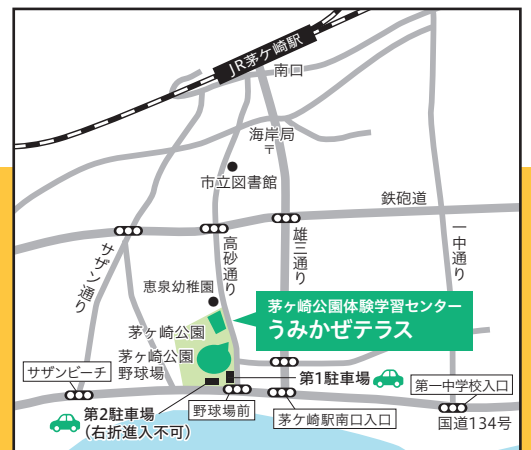 JR茅ケ崎駅
南口
海岸局
〒
市立図書館
鉄砲道
サザン通り
高砂通り
雄三通り
一中通り
恵泉幼稚園
茅ヶ崎公園体験学習センター
うみかぜテラス
茅ヶ崎公園
茅ヶ崎公園
野球場
サザンビーチ
第1駐車場
第一中学校入口
第2駐車場
(右折進入不可)
野球場前
茅ケ崎駅南口入口
国道134号